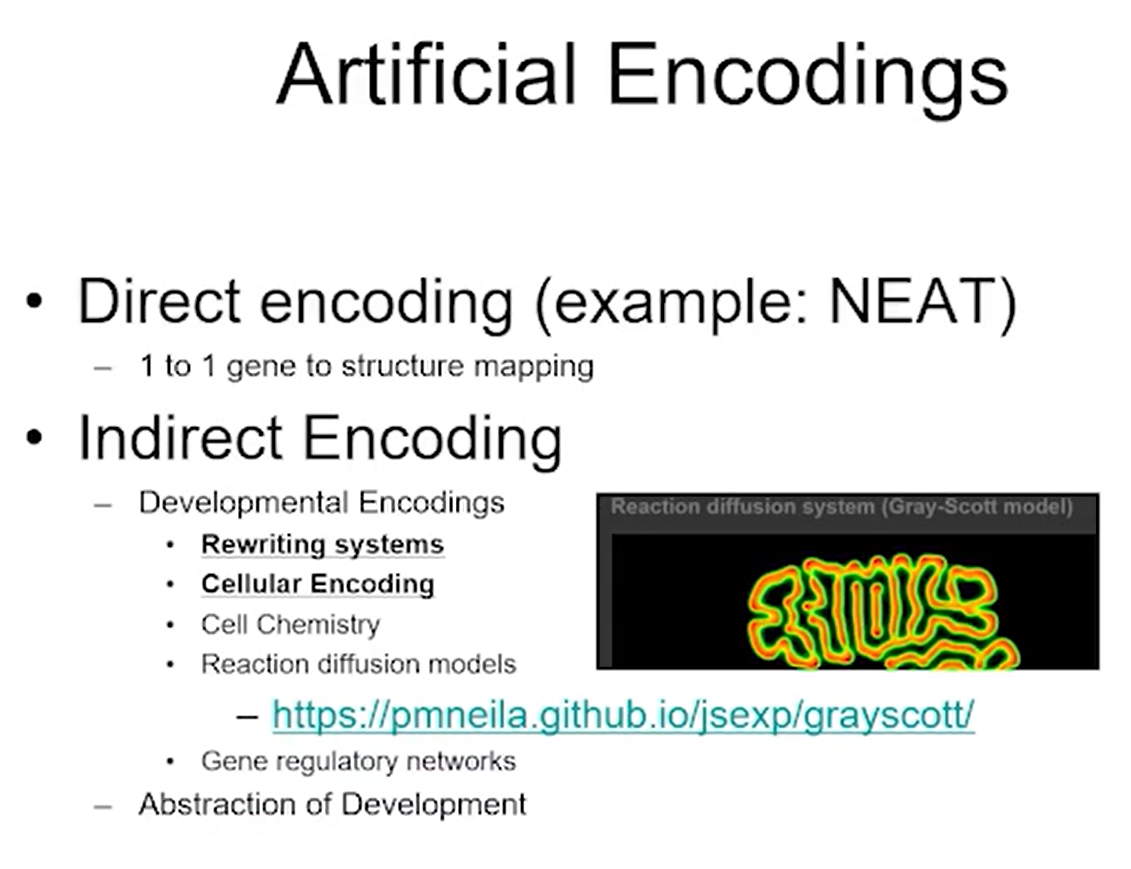 Artificial Encodings
• Direct encoding (example: NEAT)
– 1 to 1 gene to structure mapping
• Indirect Encoding
– Developmental Encodings
• Rewriting systems
• Cellular Encoding
• Cell Chemistry
• Reaction diffusion models
– https://pmneila.github.io/jsexp/grayscott/
• Gene regulatory networks
– Abstraction of Development
Reaction diffusion system (Gray-Scott model)